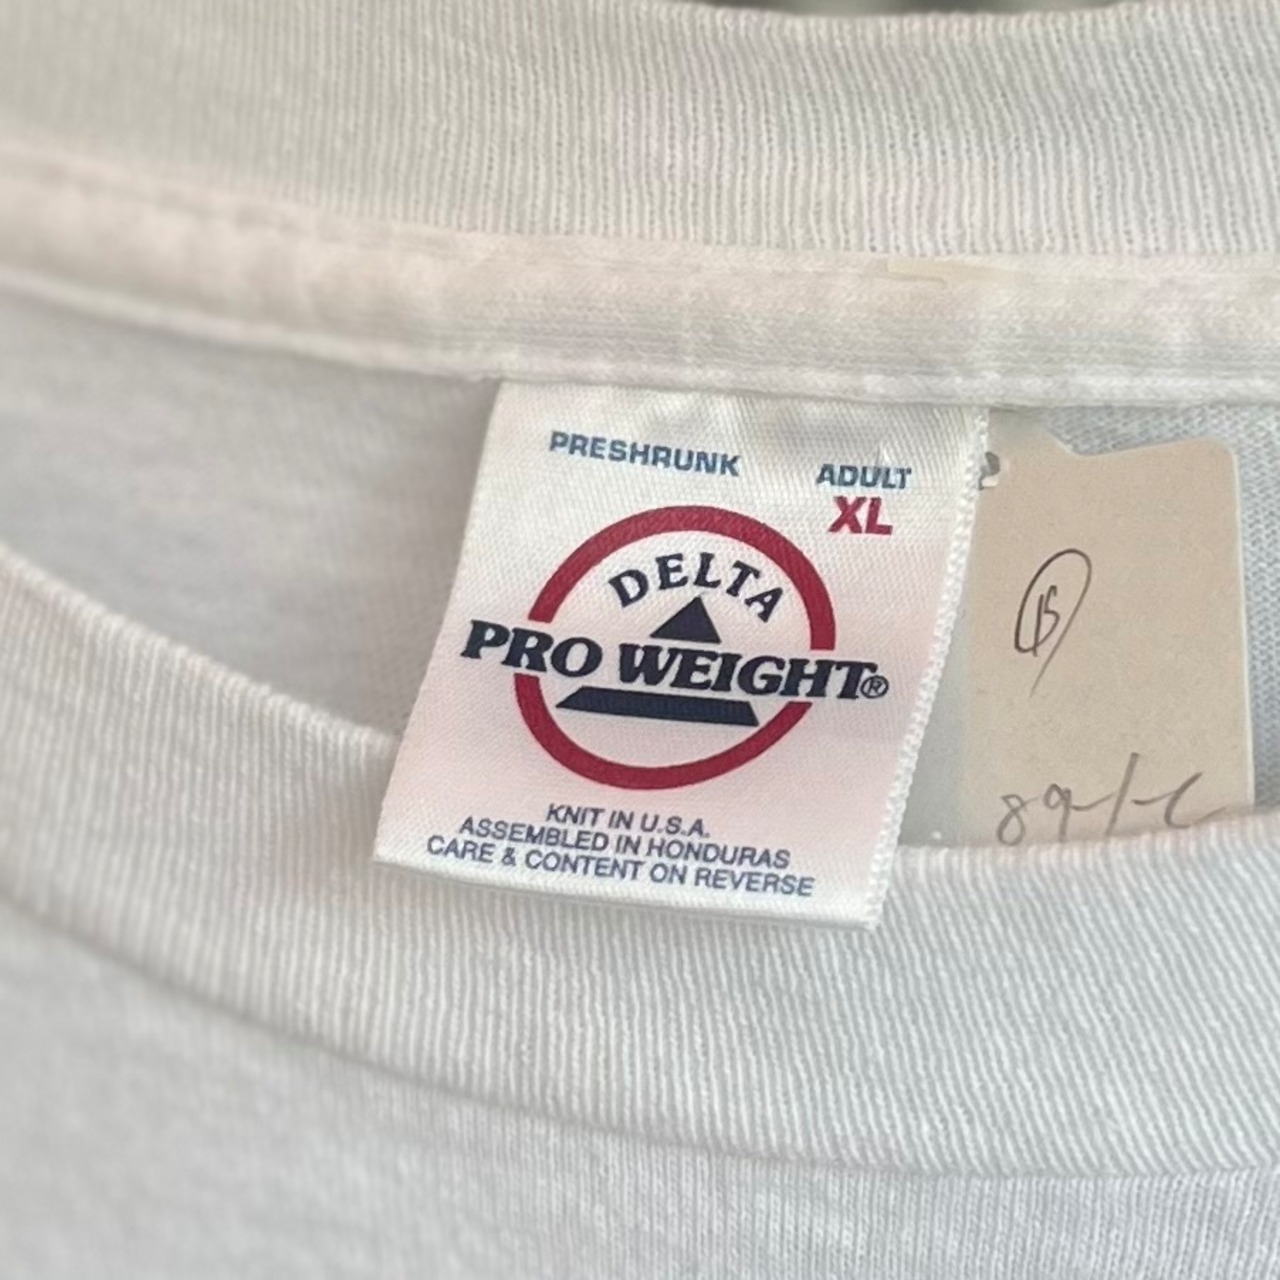 PRESHRUNK
ADULT
XL
DELTA
PRO WEIGHT®
KNIT IN U.S.A.
ASSEMBLED IN HONDURAS
CARE & CONTENT ON REVERSE